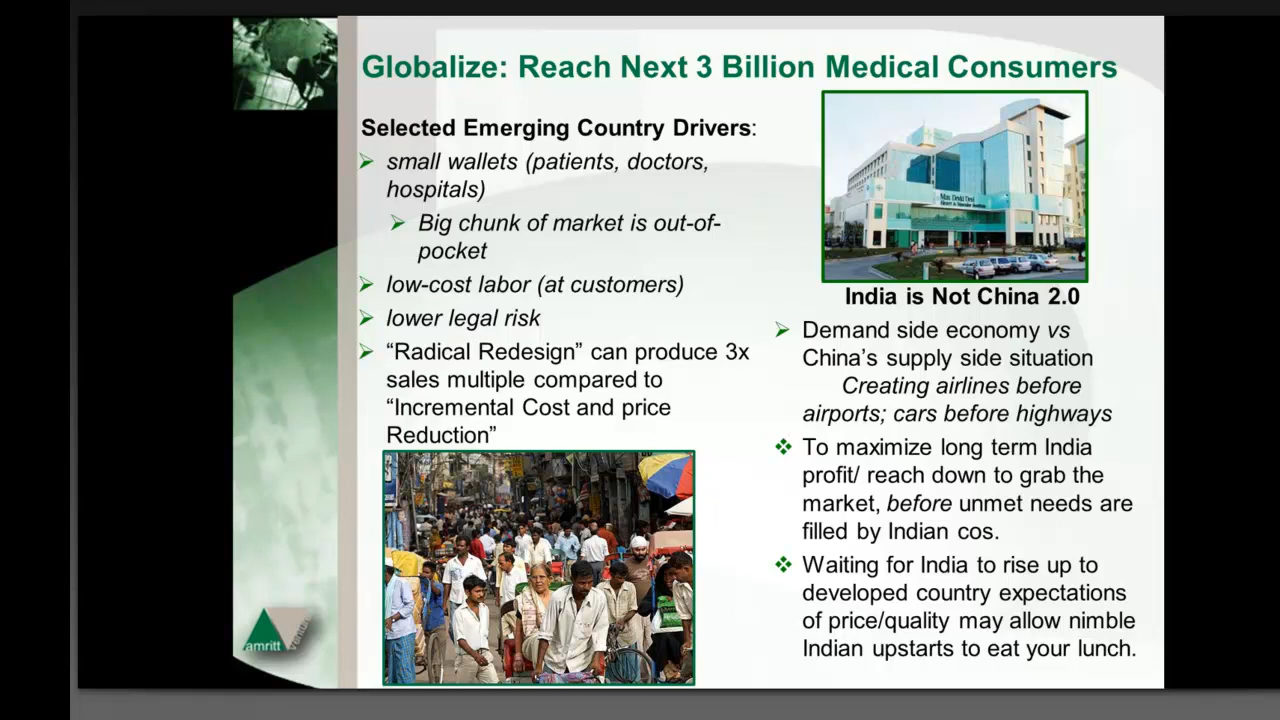 Globalize: Reach Next 3 Billion Medical Consumers
Selected Emerging Country Drivers:
small wallets (patients, doctors,
hospitals)
Big chunk of market is out-of-
pocket
low-cost labor (at customers)
lower legal risk
“Radical Redesign” can produce 3x
sales multiple compared to
“Incremental Cost and price
Reduction”
Max Devki Devi
India is Not China 2.0
Demand side economy vs
China’s supply side situation
Creating airlines before
airports; cars before highways
To maximize long term India
profit/ reach down to grab the
market, before unmet needs are
filled by Indian cos.
Waiting for India to rise up to
developed country expectations
of price/quality may allow nimble
Indian upstarts to eat your lunch.
amritt